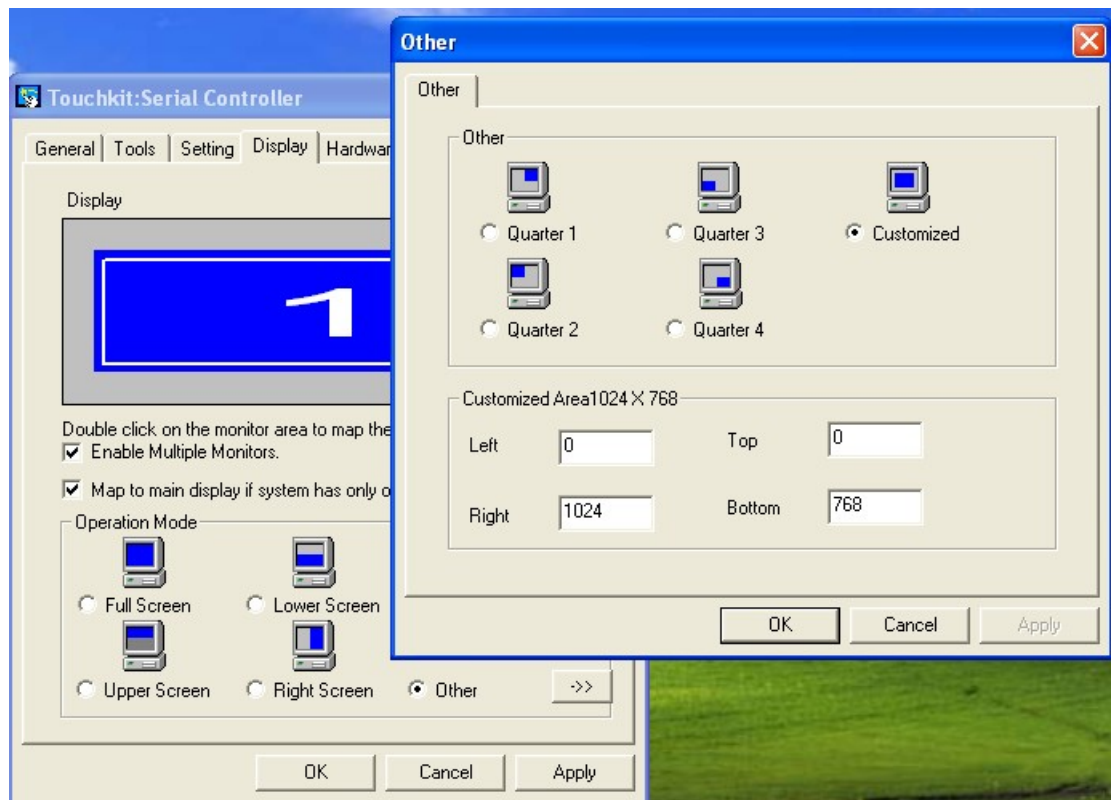 Other
Touchkit:Serial Controller
Other
General Tools Setting Display Hardwar
Other
Display
Quarter 1 Quarter 3 Customized
1
Quarter 2 Quarter 4
Customized Area1024 X 768
Double click on the monitor area to map the
Enable Multiple Monitors.
Left 0 Top 0
Map to main display if system has only o
Right 1024 Bottom 768
Operation Mode
Full Screen Lower Screen
OK Cancel Apply
Upper Screen Right Screen Other ->>
OK Cancel Apply